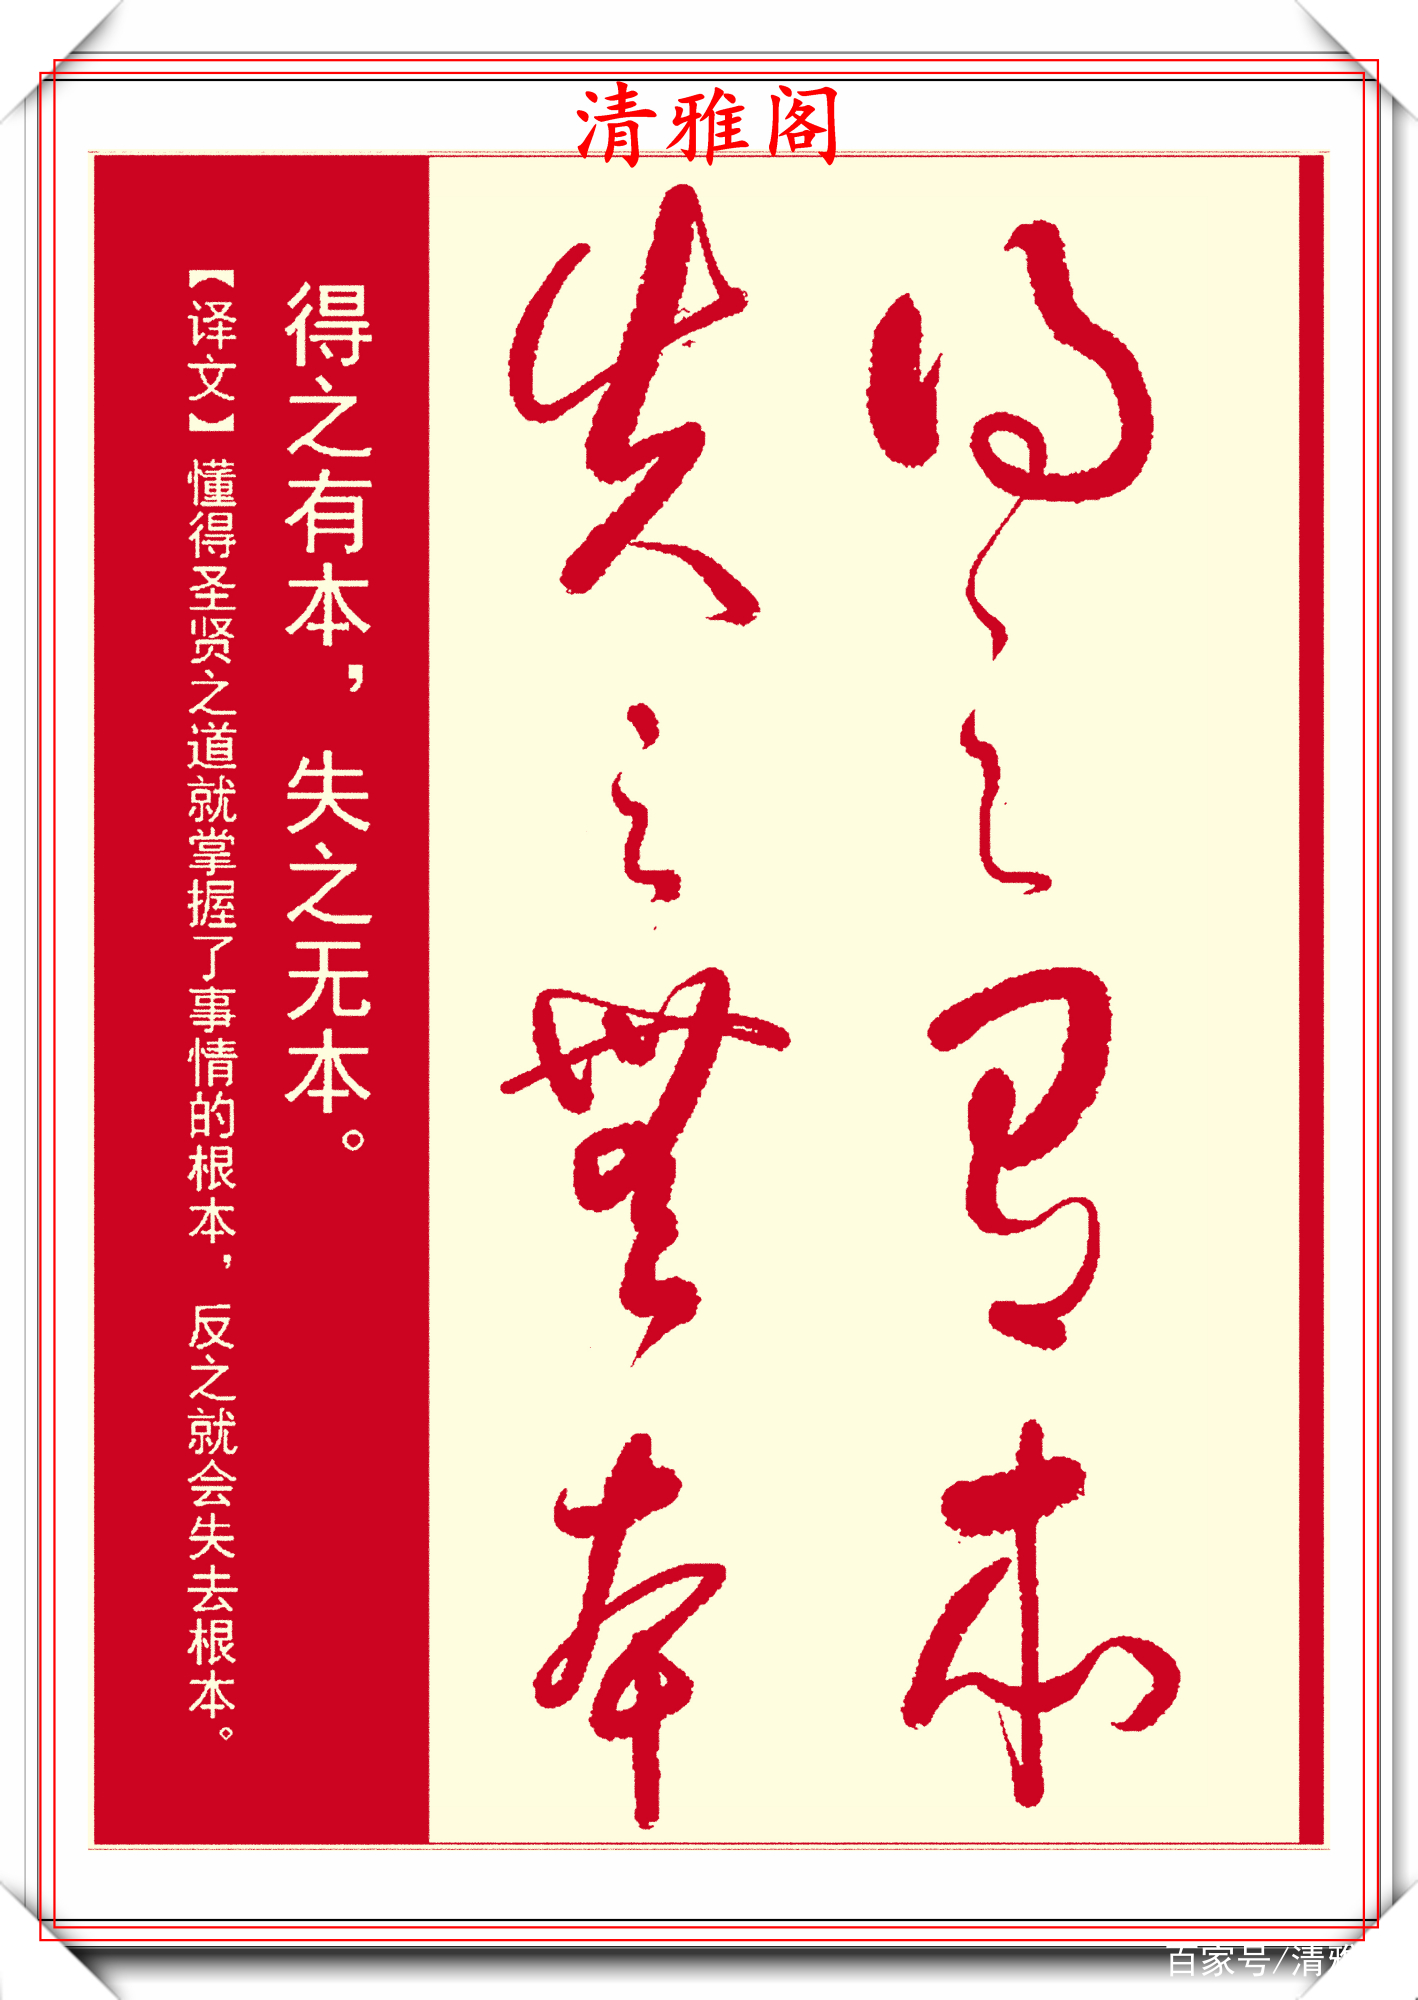 清雅阁
得之有本
失之無本
得之有本，失之无本。
【译文】懂得圣贤之道就掌握了事情的根本，反之就会失去根本。
百家号/清雅